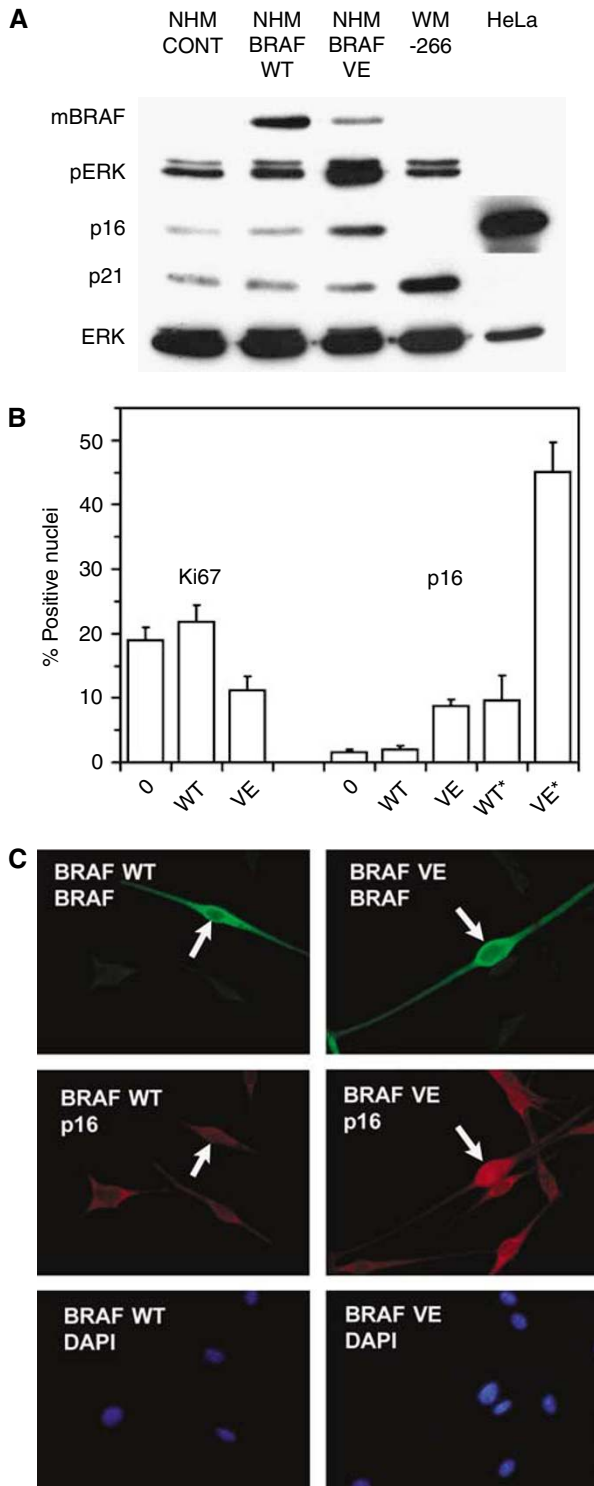 A
NHM CONT
NHM BRAF WT
NHM BRAF VE
WM -266
HeLa
mBRAF
pERK
p16
p21
ERK
B
% Positive nuclei
50
40
30
20
10
0
Ki67
p16
0 WT VE 0 WT VE WT* VE*
C
BRAF WT
BRAF
BRAF VE
BRAF
BRAF WT
p16
BRAF VE
p16
BRAF WT
DAPI
BRAF VE
DAPI